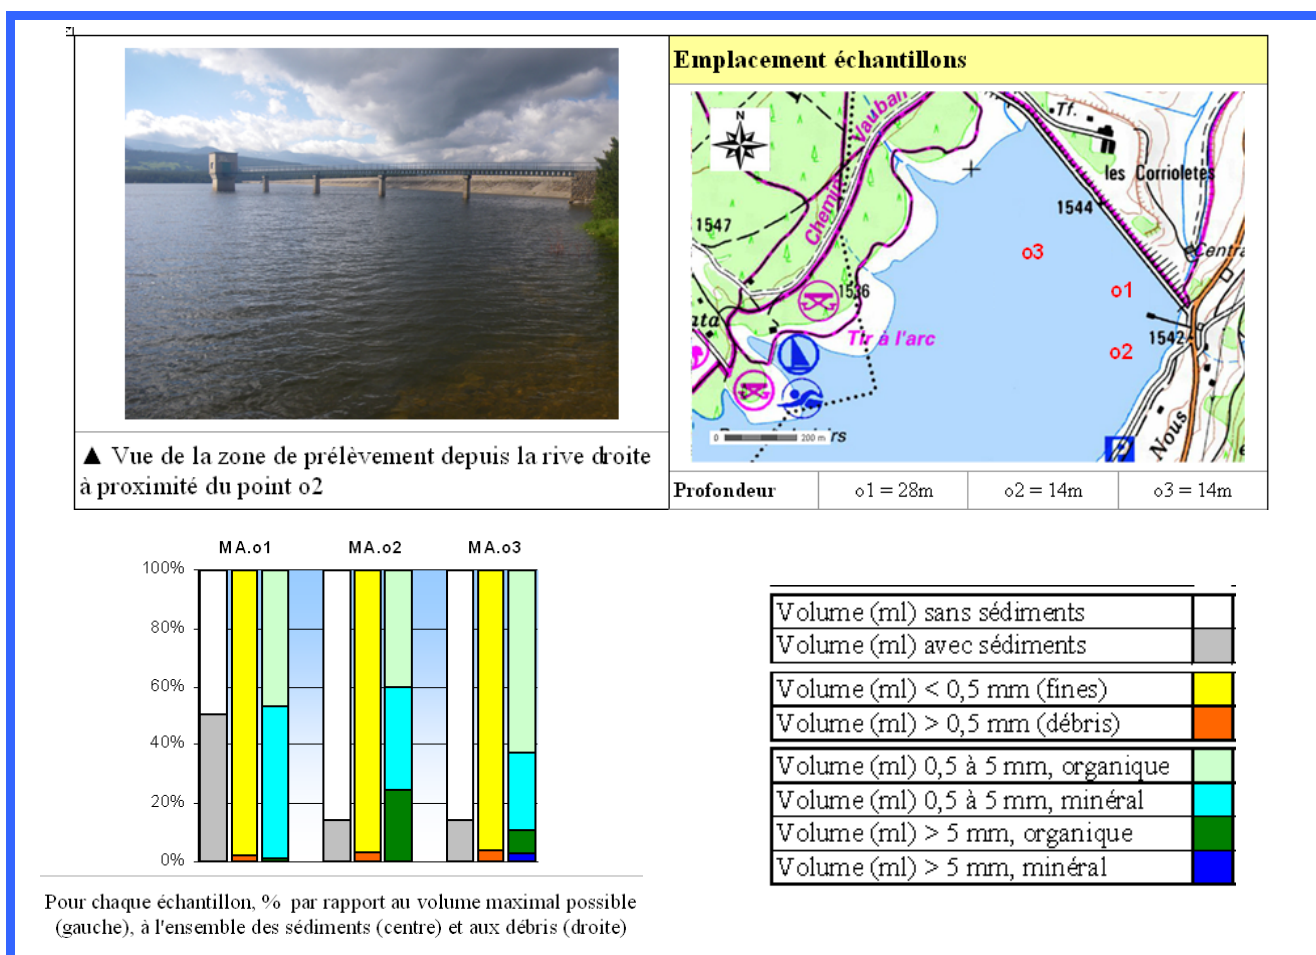 Emplacement échantillons
N
Vauban
Chemin
Tf.
les Corrioletes
1544
1547
o3
Centra
o1
1536
ata
Tir à l'arc
1542
o2
0 200 m
rs
Nous
P
▲ Vue de la zone de prélèvement depuis la rive droite
à proximité du point o2
Profondeur o1 = 28m o2 = 14m o3 = 14m
MA.o1 MA.o2 MA.o3
100%
80%
60%
40%
20%
0%
Volume (ml) sans sédiments
Volume (ml) avec sédiments
Volume (ml) < 0,5 mm (fines)
Volume (ml) > 0,5 mm (débris)
Volume (ml) 0,5 à 5 mm, organique
Volume (ml) 0,5 à 5 mm, minéral
Volume (ml) > 5 mm, organique
Volume (ml) > 5 mm, minéral
Pour chaque échantillon, % par rapport au volume maximal possible
(gauche), à l'ensemble des sédiments (centre) et aux débris (droite)